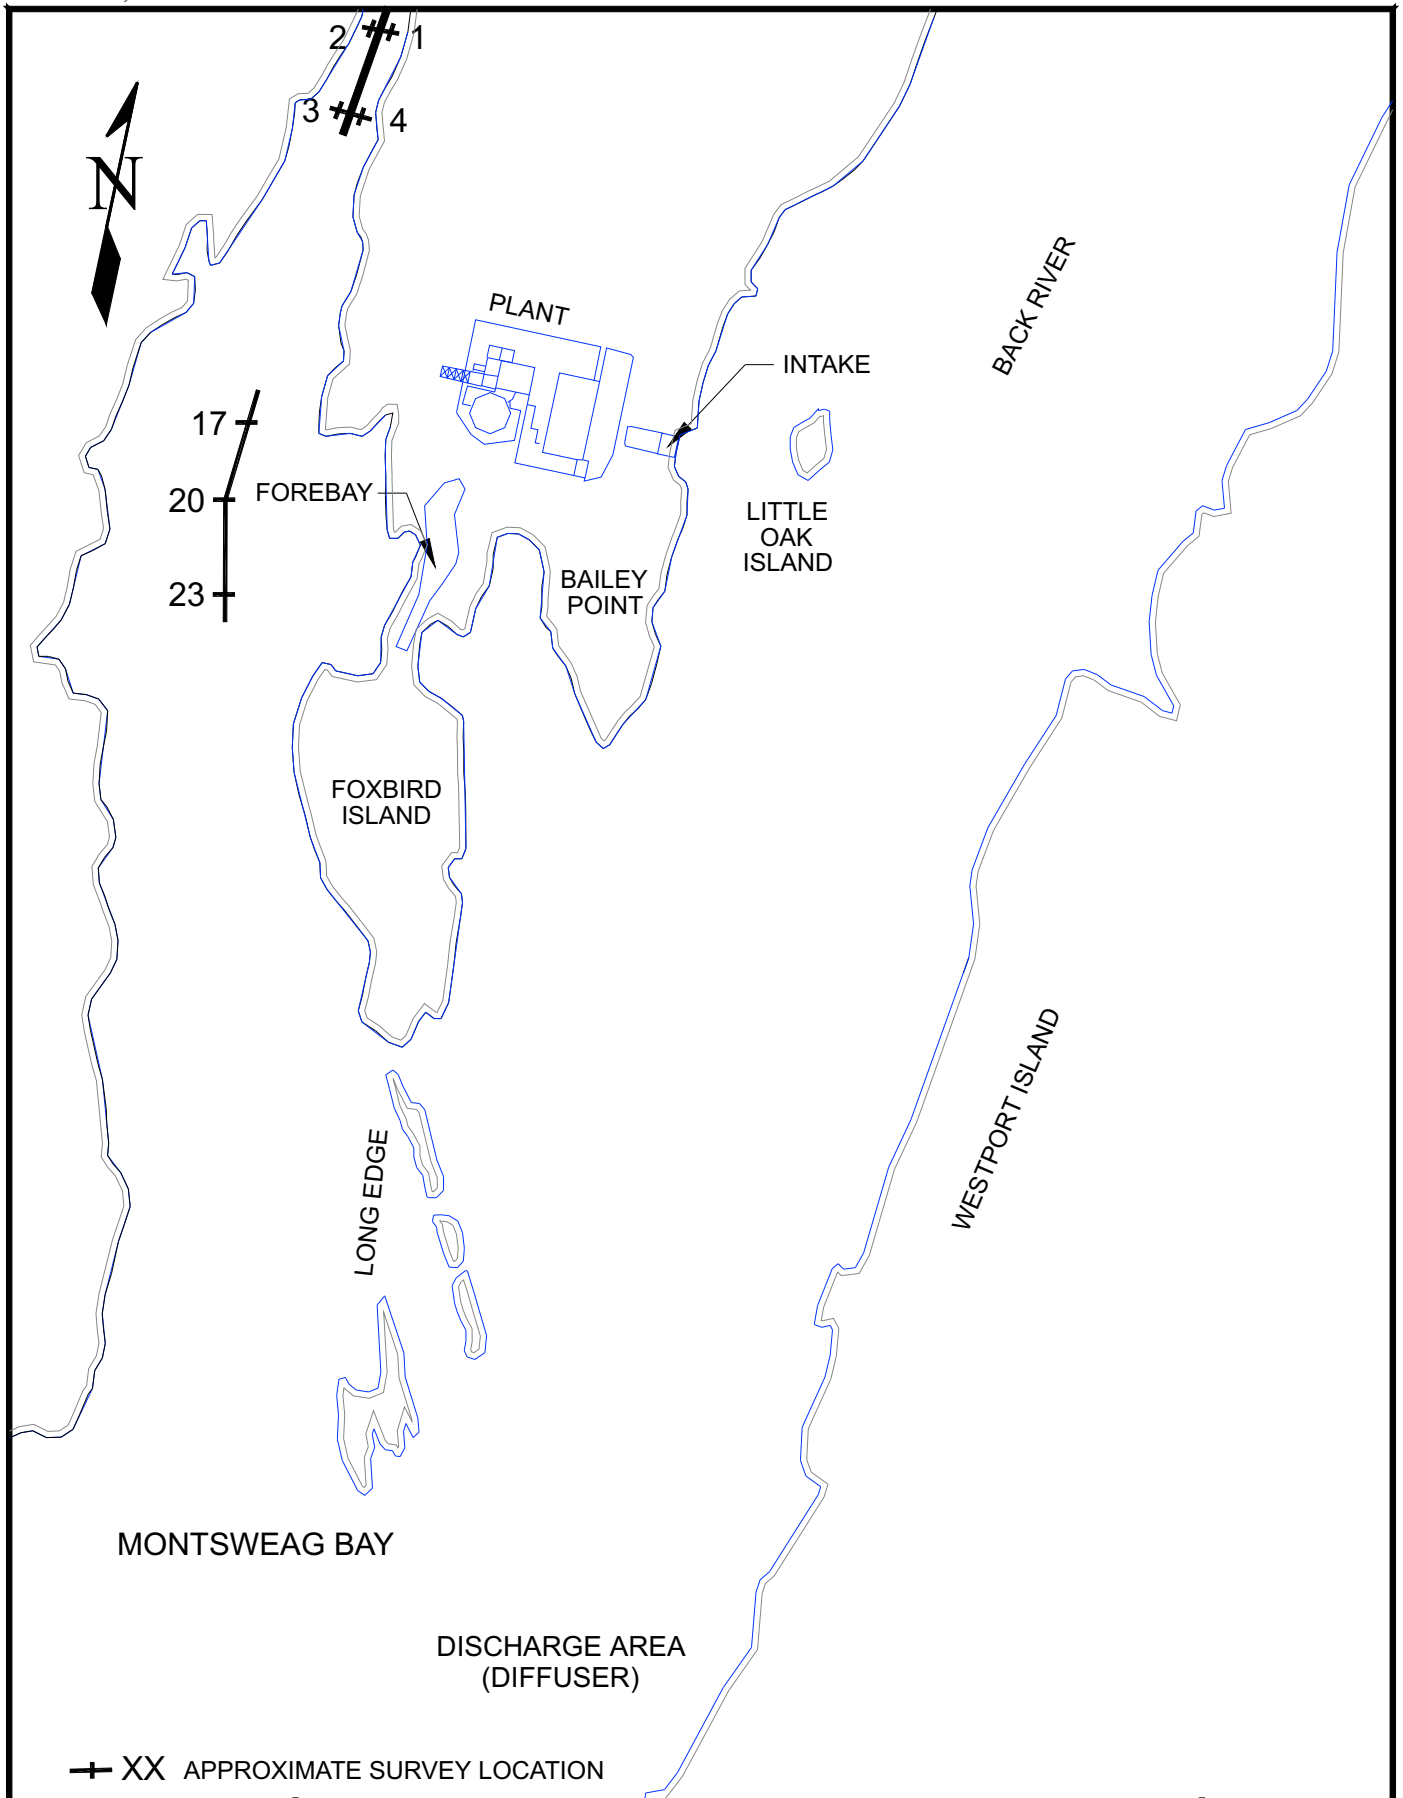 2
1
3
4
N
BACK RIVER
PLANT
INTAKE
17
20
FOREBAY
LITTLE
OAK
ISLAND
BAILEY
POINT
23
FOXBIRD
ISLAND
WESTPORT ISLAND
LONG EDGE
MONTSWEAG BAY
DISCHARGE AREA
(DIFFUSER)
XX APPROXIMATE SURVEY LOCATION